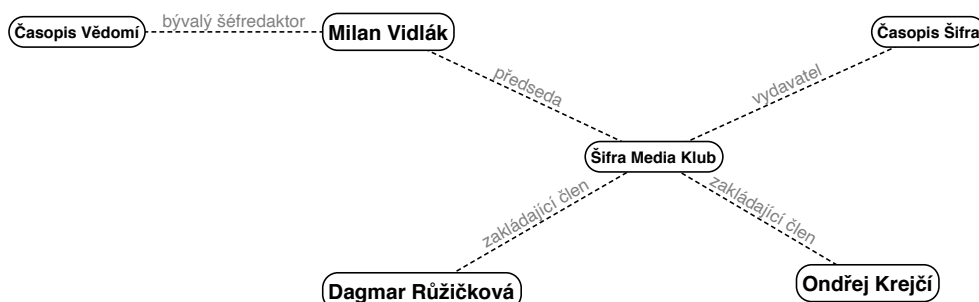 bývalý šéfredaktor
Časopis Vědomí
Milan Vidlák
Časopis Šifra
předseda
vydavatel
Šifra Media Klub
zakládající člen
zakládající člen
Dagmar Růžičková
Ondřej Krejčí